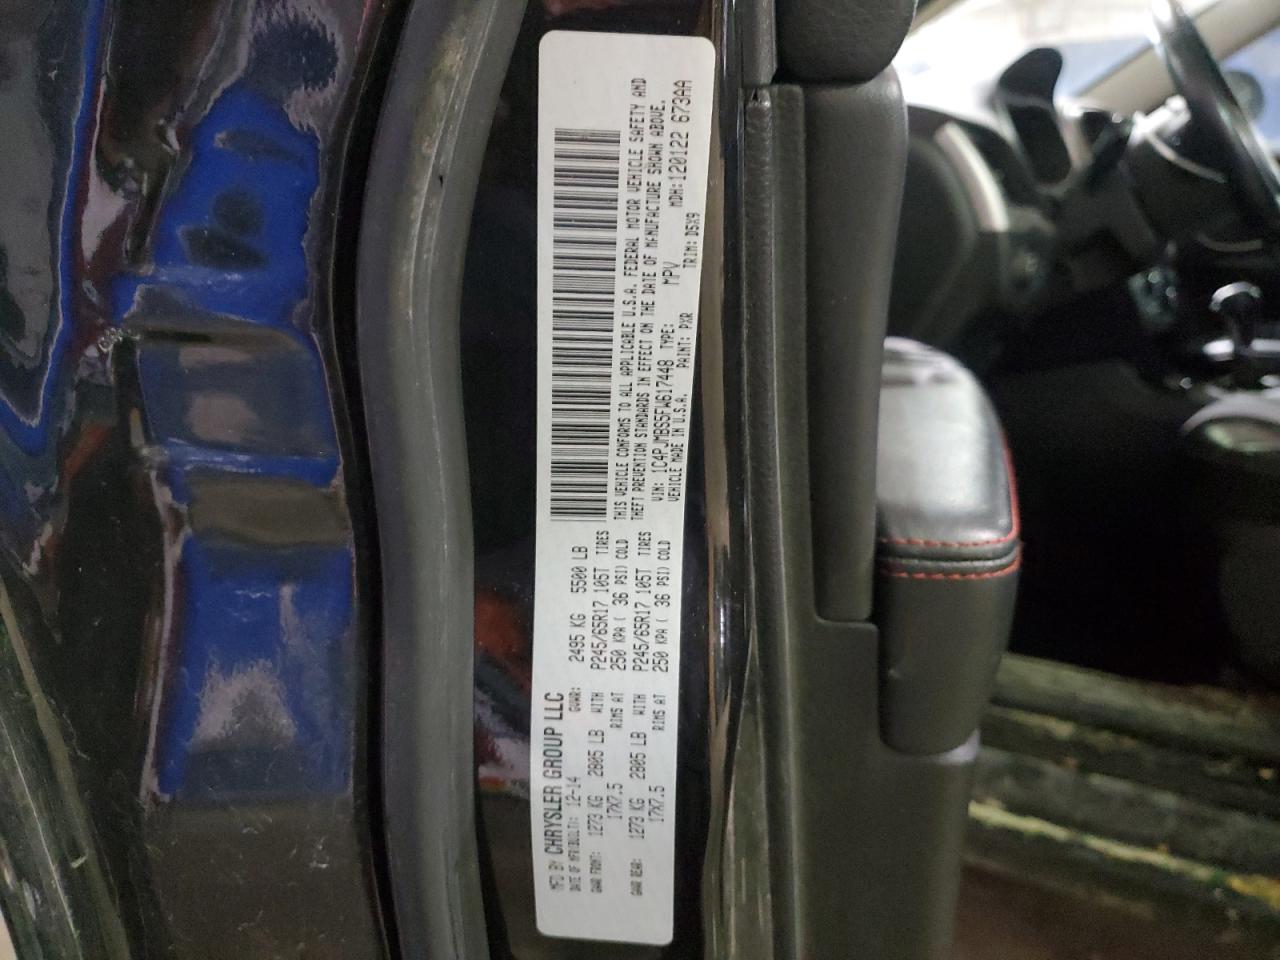 MFD BY CHRYSLER GROUP LLC
DATE OF MFR(BUILT): 12-14 GVWR: 2495 KG 5500 LB
GAWR FRONT: 1273 KG 2805 LB WITH P245/65R17 105T TIRES
17X7.5 RIMS AT 250 KPA ( 36 PSI) COLD
GAWR REAR: 1273 KG 2805 LB WITH P245/65R17 105T TIRES
17X7.5 RIMS AT 250 KPA ( 36 PSI) COLD
THIS VEHICLE CONFORMS TO ALL APPLICABLE U.S.A. FEDERAL MOTOR VEHICLE SAFETY AND
THEFT PREVENTION STANDARDS IN EFFECT ON THE DATE OF MANUFACTURE SHOWN ABOVE.
VIN: 1C4PJMBS5FW617448 TYPE: MPV MDH:120122 673AA
VEHICLE MADE IN U.S.A. PAINT: PXR TRIM: D5X9